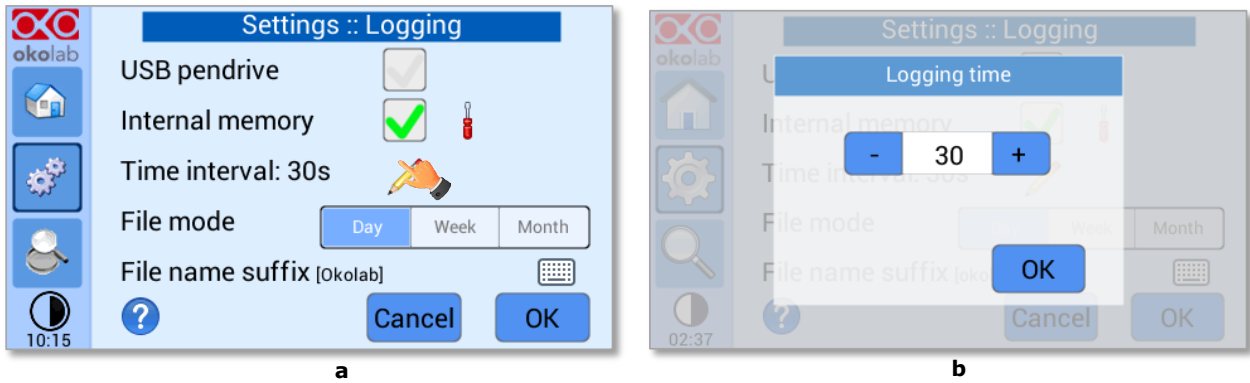 okolab
Settings :: Logging
USB pendrive
Internal memory
Time interval: 30s
File mode
Day Week Month
File name suffix [Okolab]
?
Cancel OK
10:15
a
okolab
Settings :: Logging
Logging time
U
Internal memory
- 30 +
Time interval: 30s
File mode
Day Week Month
File name suffix [oko
OK
?
Cancel OK
02:37
b